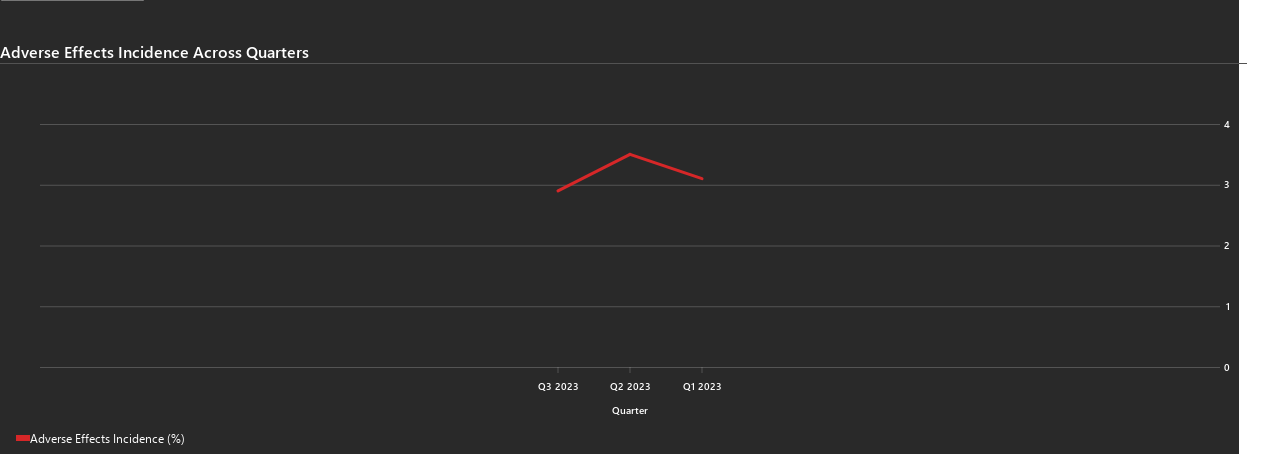 Adverse Effects Incidence Across Quarters
4
3
2
1
0
Q3 2023 Q2 2023 Q1 2023
Quarter
Adverse Effects Incidence (%)